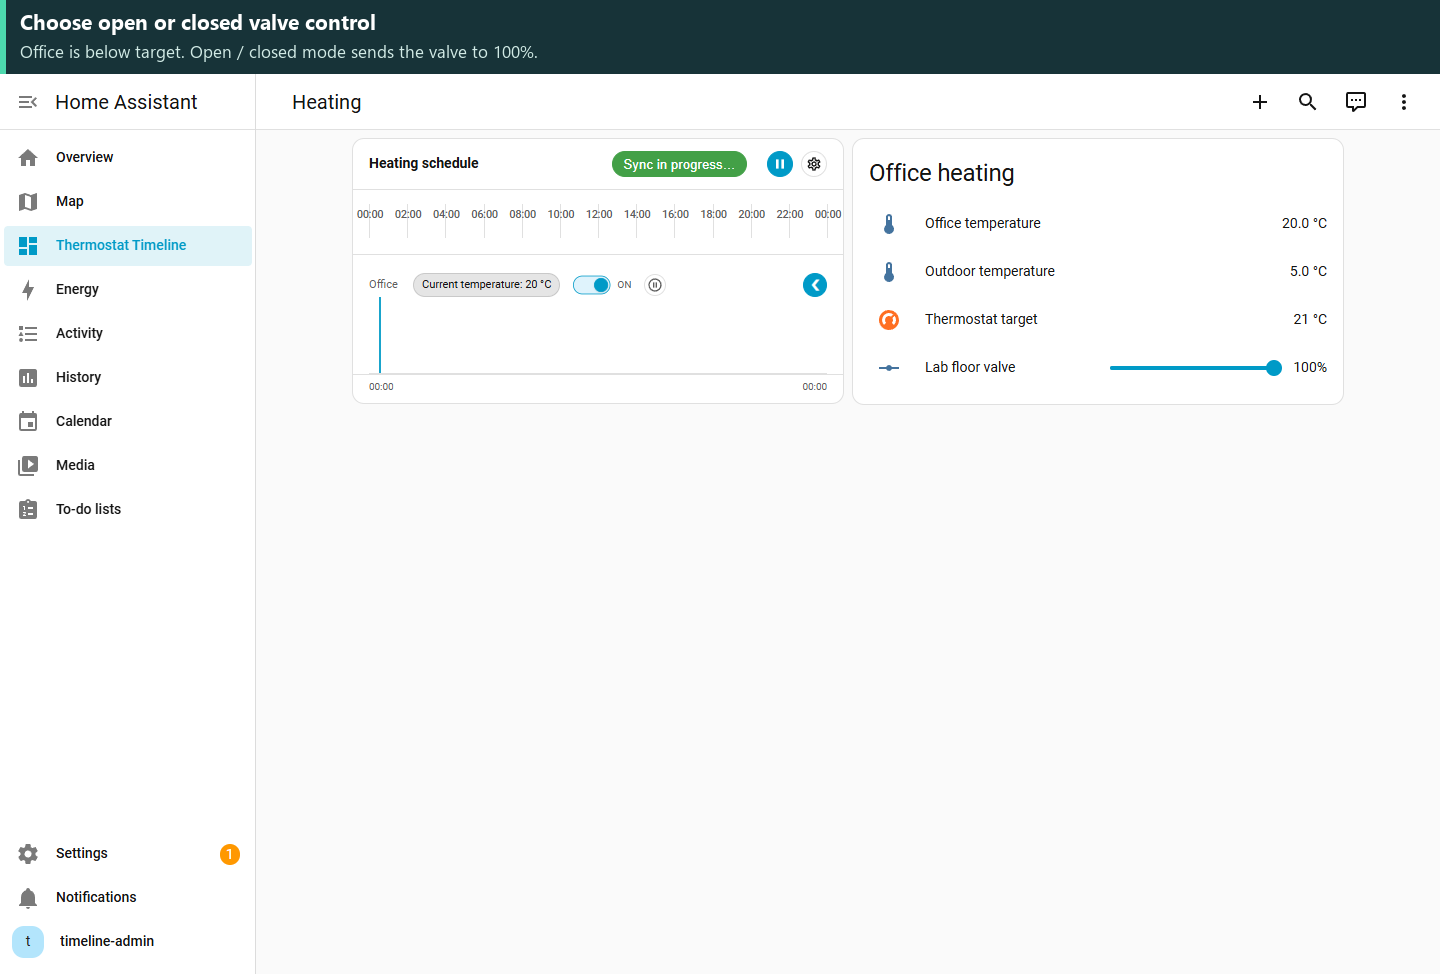 Choose open or closed valve control
Office is below target. Open / closed mode sends the valve to 100%.
Home Assistant
Heating
Overview
Map
Thermostat Timeline
Energy
Activity
History
Calendar
Media
To-do lists
Settings
1
Notifications
t
timeline-admin
Heating schedule
Sync in progress...
00:00 02:00 04:00 06:00 08:00 10:00 12:00 14:00 16:00 18:00 20:00 22:00 00:00
Office
Current temperature: 20 °C
ON
00:00
00:00
Office heating
Office temperature 20.0 °C
Outdoor temperature 5.0 °C
Thermostat target 21 °C
Lab floor valve 100%